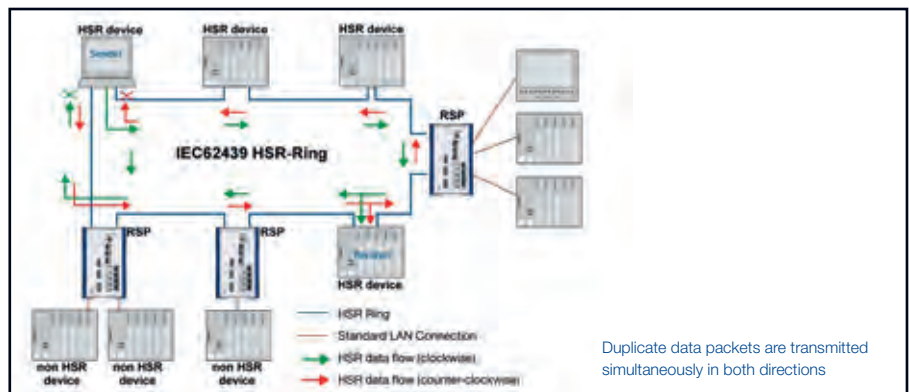 HSR device
HSR device
HSR device
Sender
RSP
IEC62439 HSR-Ring
RSP
RSP
HSR device
HSR Ring
Standard LAN Connection
HSR data flow (clockwise)
HSR data flow (counter-clockwise)
non HSR
device
non HSR
device
non HSR
device
Duplicate data packets are transmitted
simultaneously in both directions